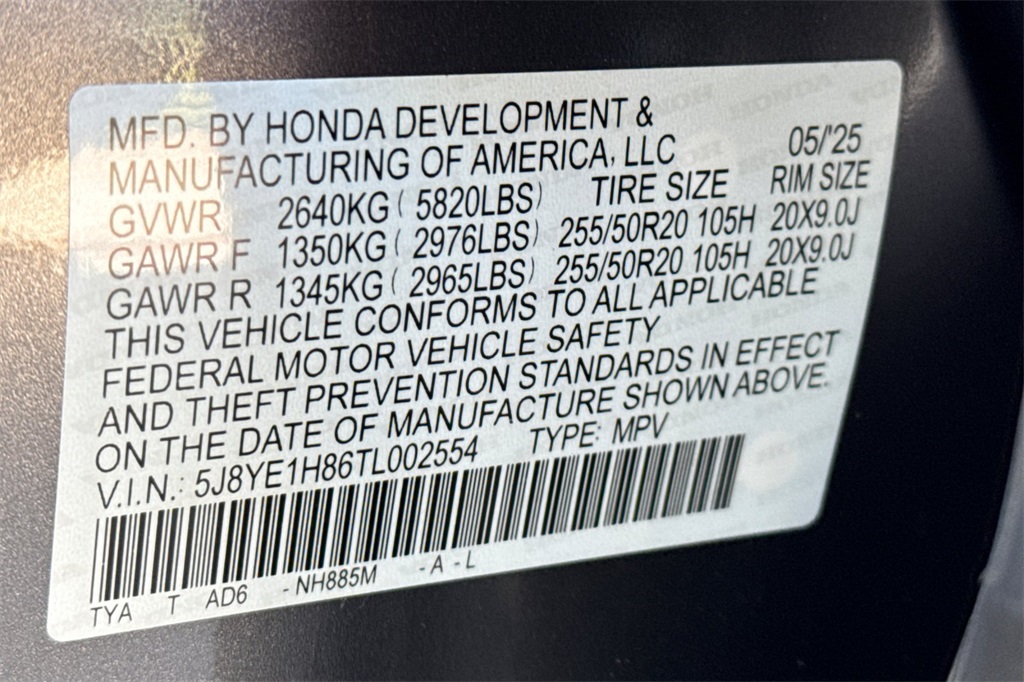 MFD. BY HONDA DEVELOPMENT &
MANUFACTURING OF AMERICA, LLC 05/'25
GVWR 2640KG ( 5820LBS) TIRE SIZE RIM SIZE
GAWR F 1350KG ( 2976LBS) 255/50R20 105H 20X9.0J
GAWR R 1345KG ( 2965LBS) 255/50R20 105H 20X9.0J
THIS VEHICLE CONFORMS TO ALL APPLICABLE
FEDERAL MOTOR VEHICLE SAFETY
AND THEFT PREVENTION STANDARDS IN EFFECT
ON THE DATE OF MANUFACTURE SHOWN ABOVE.
V.I.N.: 5J8YE1H86TL002554 TYPE: MPV
TYA T AD6 - NH885M - A - L